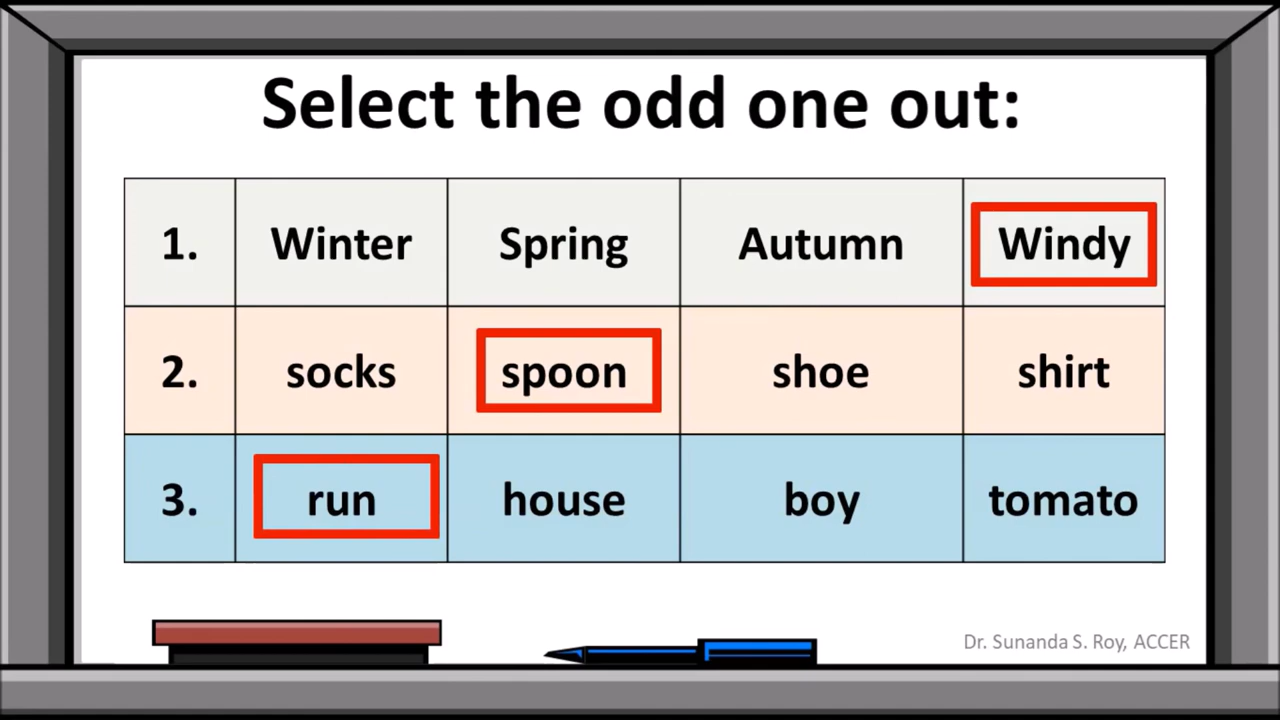 Select the odd one out:
1. Winter Spring Autumn Windy
2. socks spoon shoe shirt
3. run house boy tomato
Dr. Sunanda S. Roy, ACCER